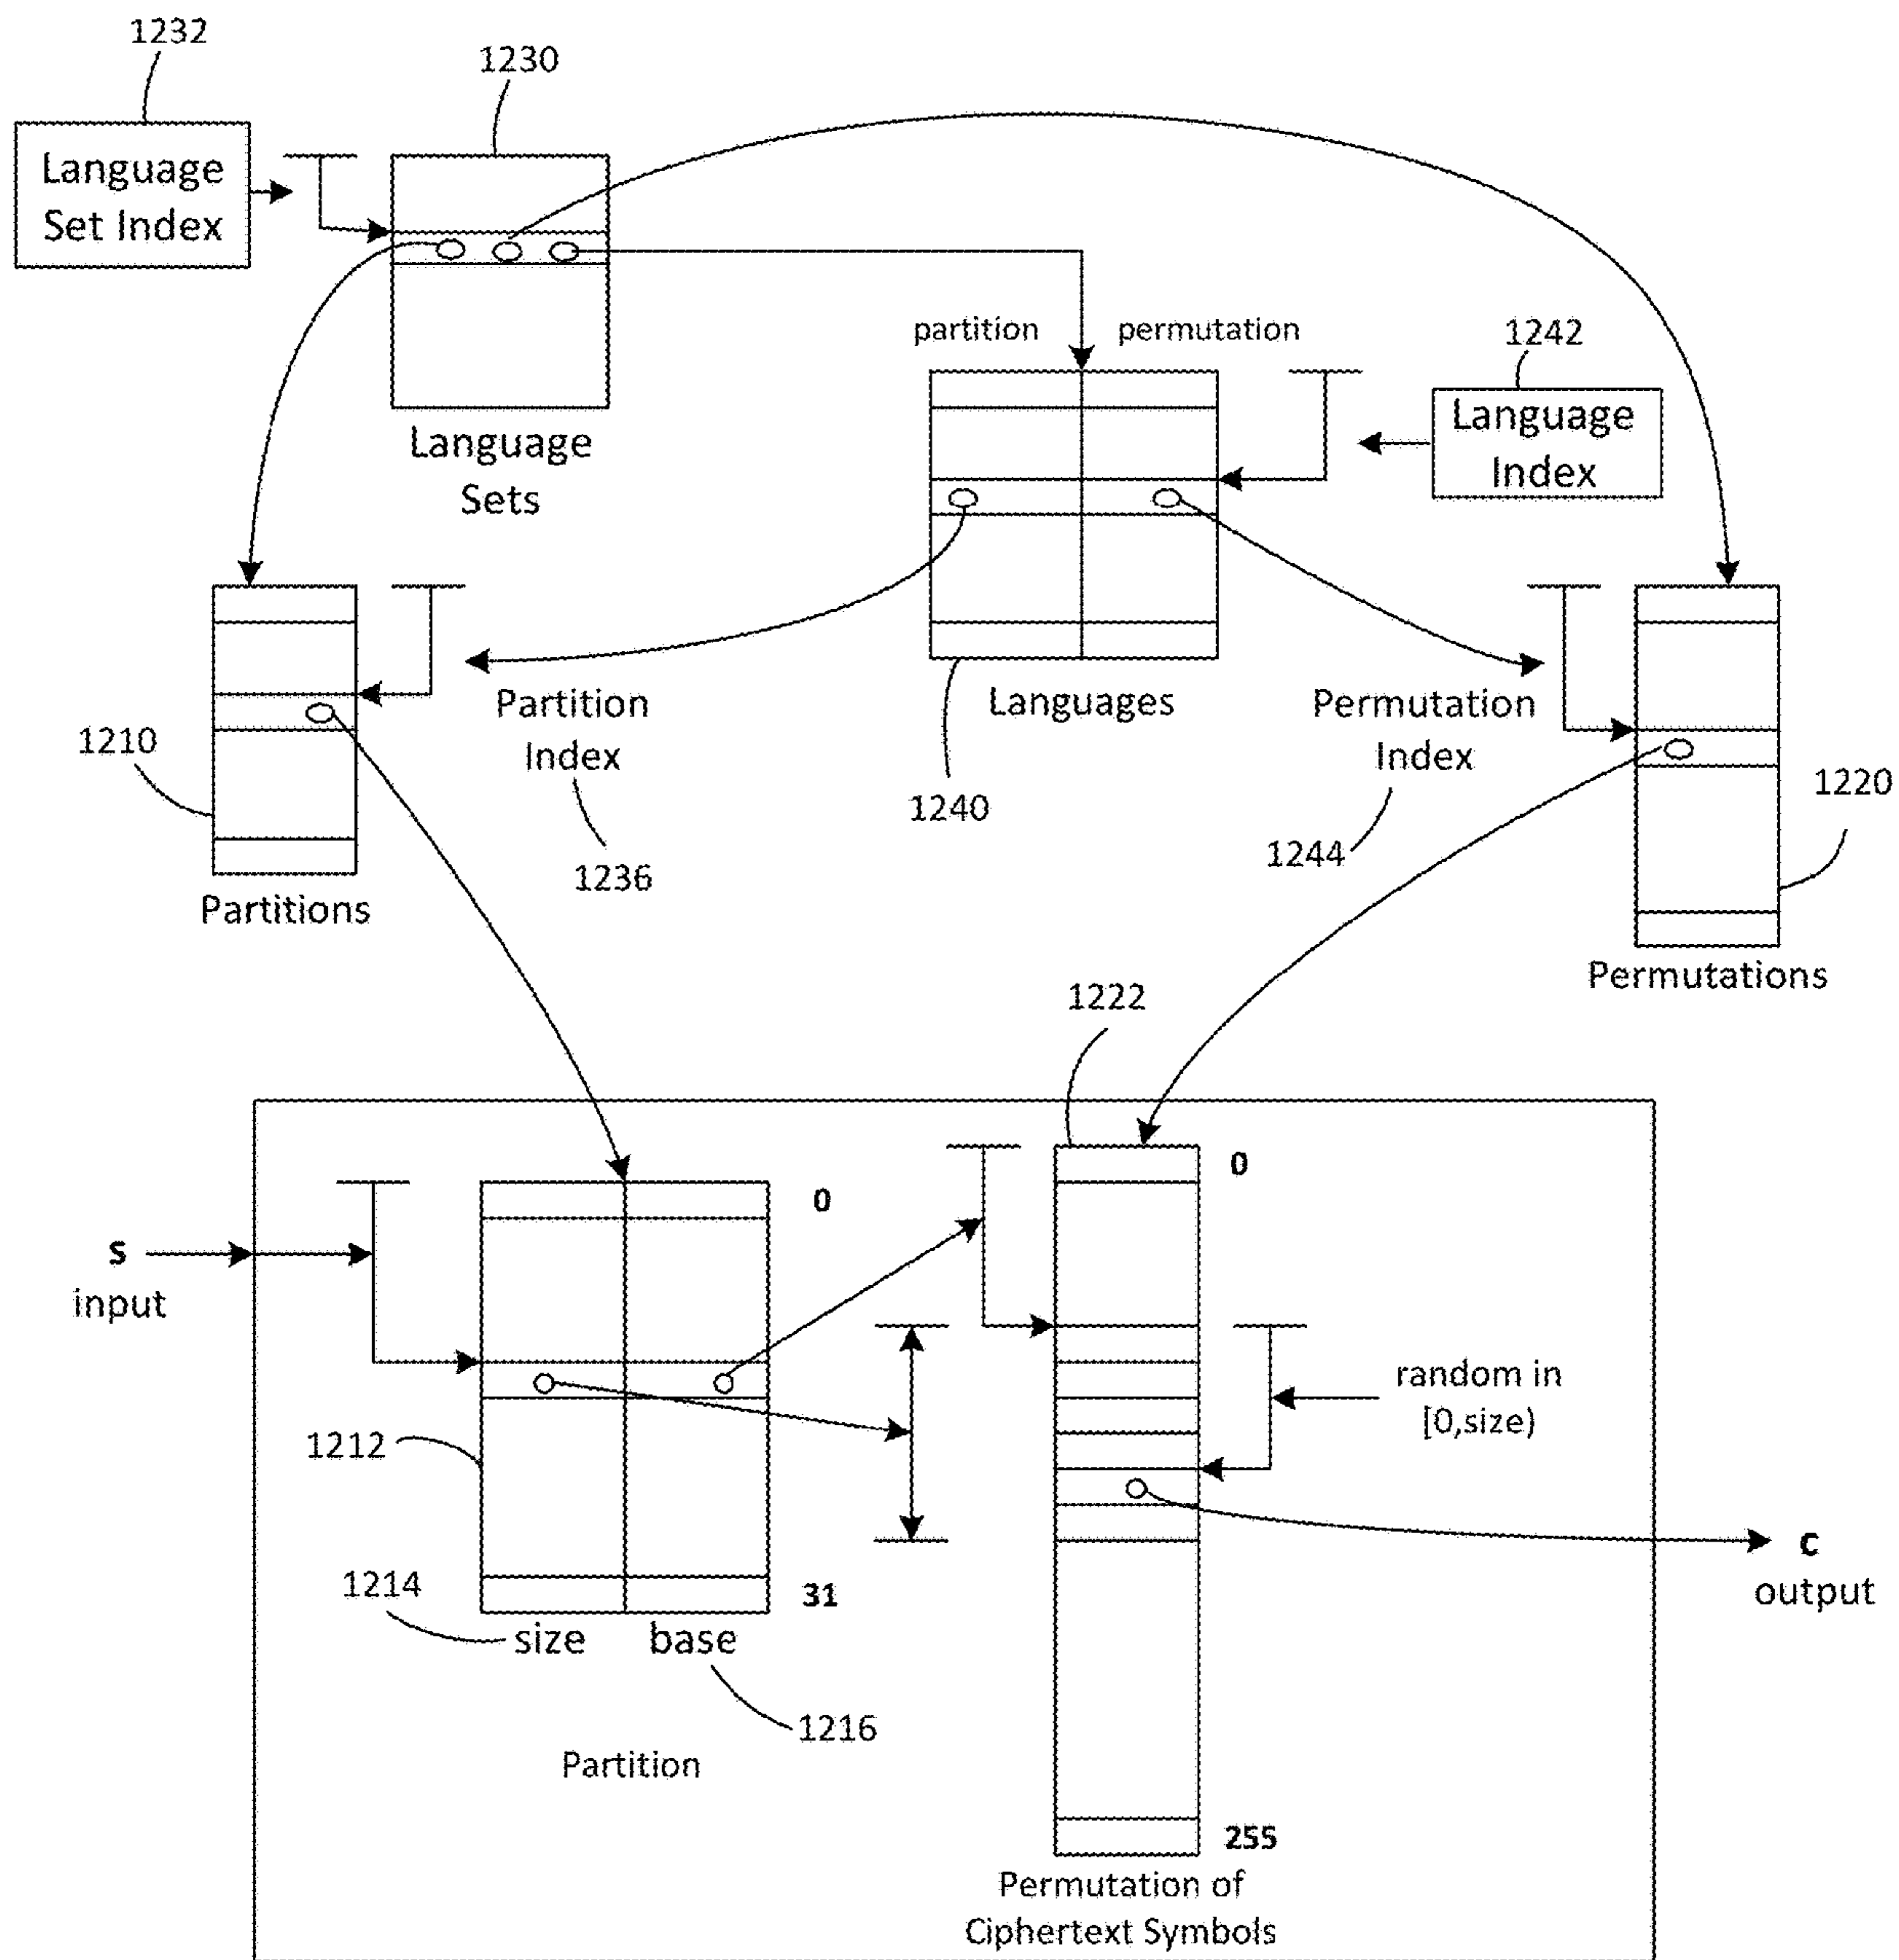 1232
1230
Language
Set Index
partition
permutation
1242
Language
Sets
Language
Index
Partition
Index
Languages
Permutation
Index
1210
1240
1220
1244
1236
Partitions
Permutations
1222
0
0
s
input
random in
[0,size)
1212
c
output
1214
31
size
base
1216
Partition
255
Permutation of
Ciphertext Symbols